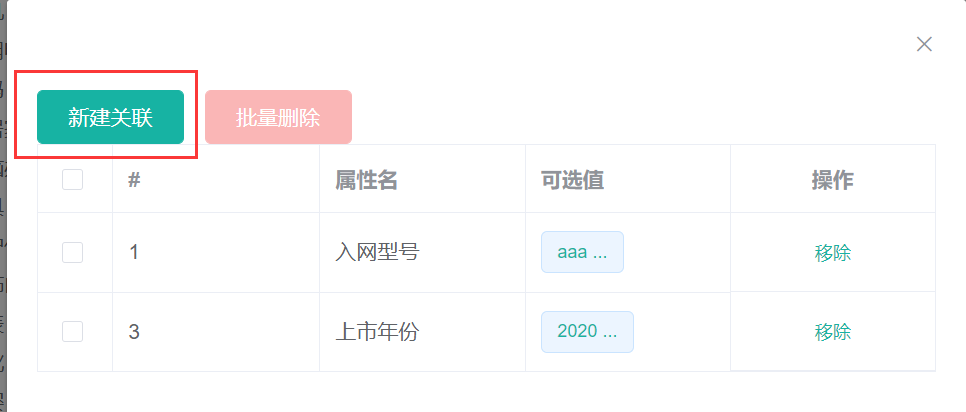 新建关联 批量删除
# 属性名 可选值 操作
1 入网型号 aaa ... 移除
3 上市年份 2020 ... 移除